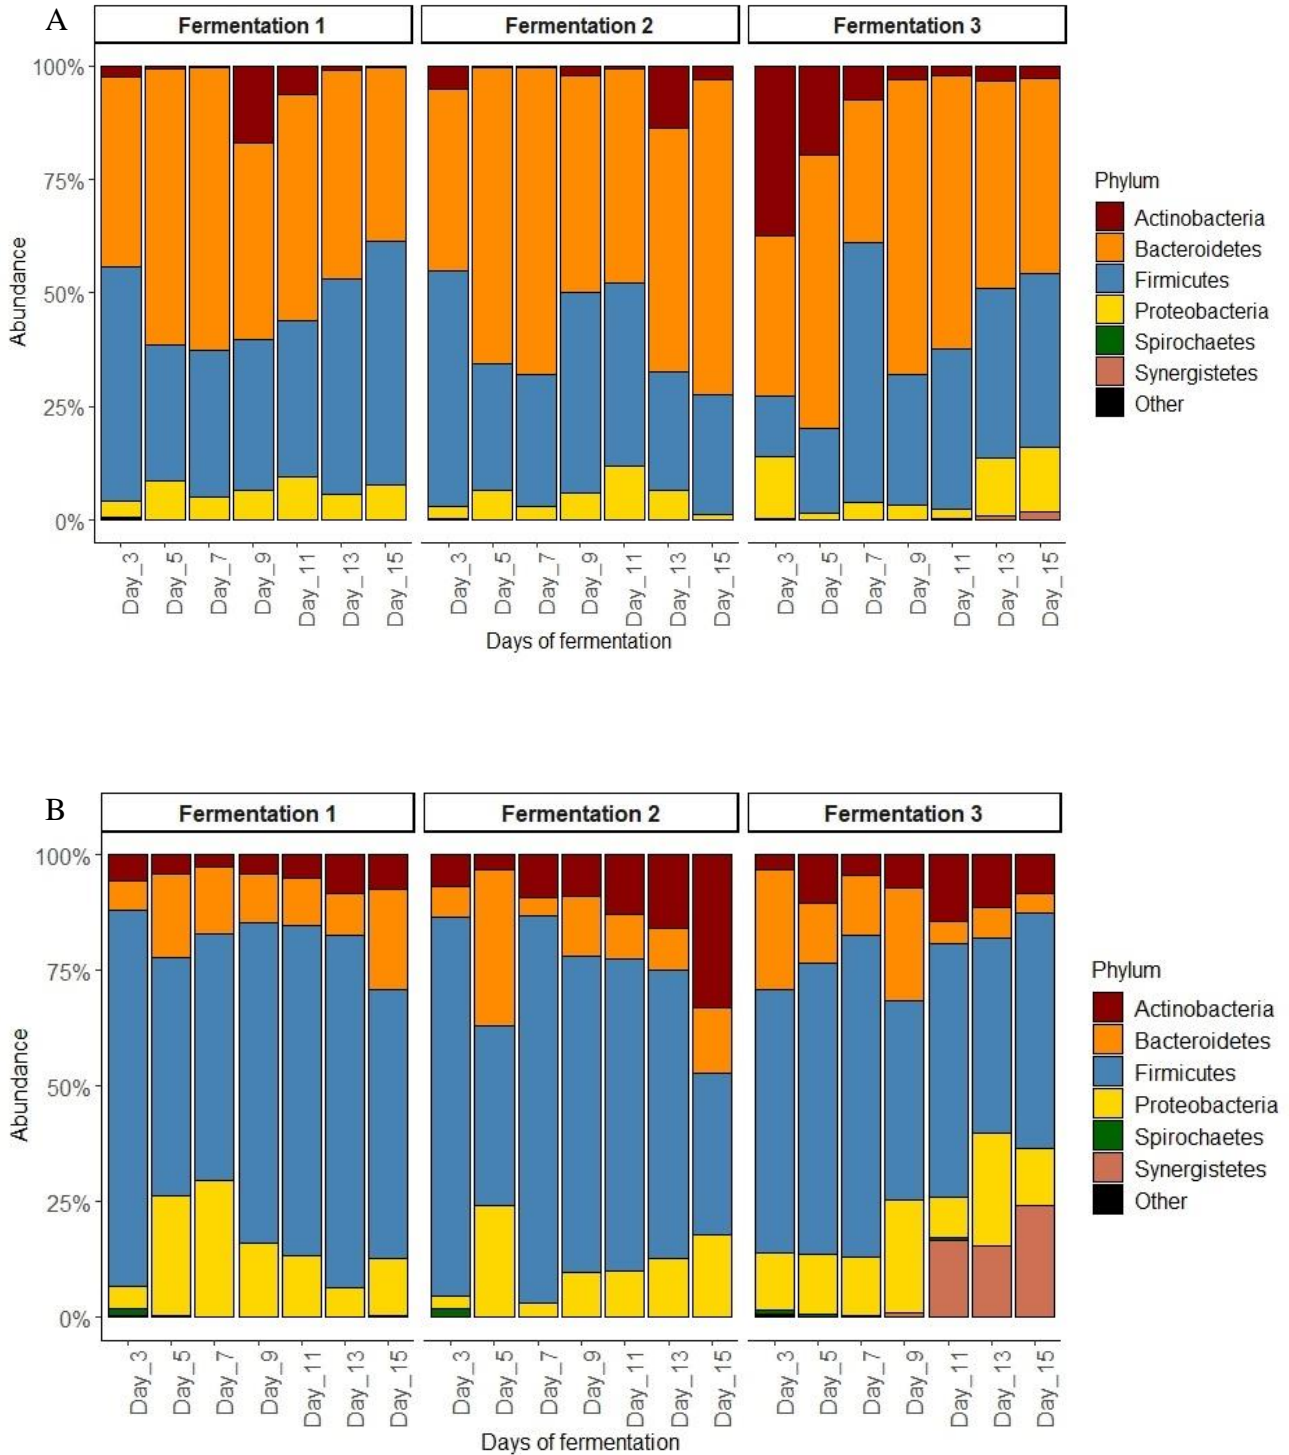 A
Fermentation 1 Fermentation 2 Fermentation 3
100%
75%
50%
25%
0%
Abundance
Day_3 Day_5 Day_7 Day_9 Day_11 Day_13 Day_15 Day_3 Day_5 Day_7 Day_9 Day_11 Day_13 Day_15 Day_3 Day_5 Day_7 Day_9 Day_11 Day_13 Day_15
Days of fermentation
Phylum
Actinobacteria
Bacteroidetes
Firmicutes
Proteobacteria
Spirochaetes
Synergistetes
Other
B
Fermentation 1 Fermentation 2 Fermentation 3
100%
75%
50%
25%
0%
Abundance
Day_3 Day_5 Day_7 Day_9 Day_11 Day_13 Day_15 Day_3 Day_5 Day_7 Day_9 Day_11 Day_13 Day_15 Day_3 Day_5 Day_7 Day_9 Day_11 Day_13 Day_15
Days of fermentation
Phylum
Actinobacteria
Bacteroidetes
Firmicutes
Proteobacteria
Spirochaetes
Synergistetes
Other